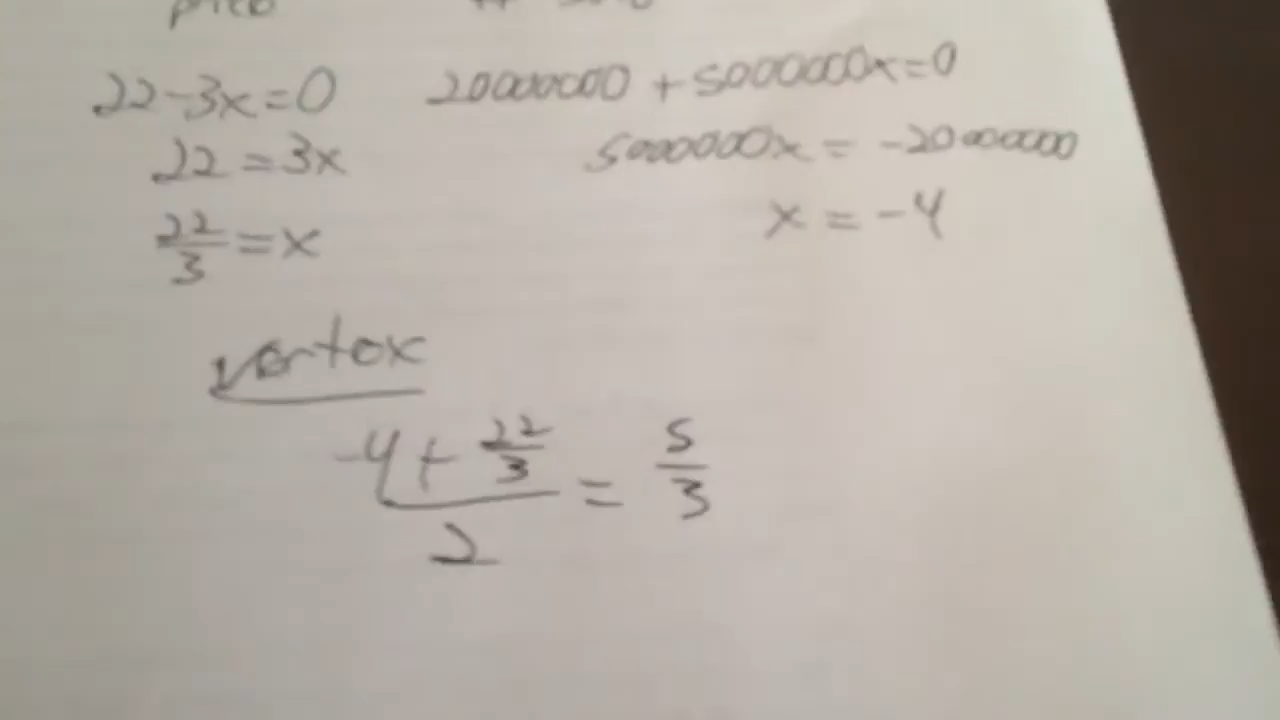 price
22-3x=0
20000000 + 5000000x=0
22 = 3x
5000000x = -20000000
22/3 = x
x = -4
vertex
(-4 + 22/3)/2 = 5/3